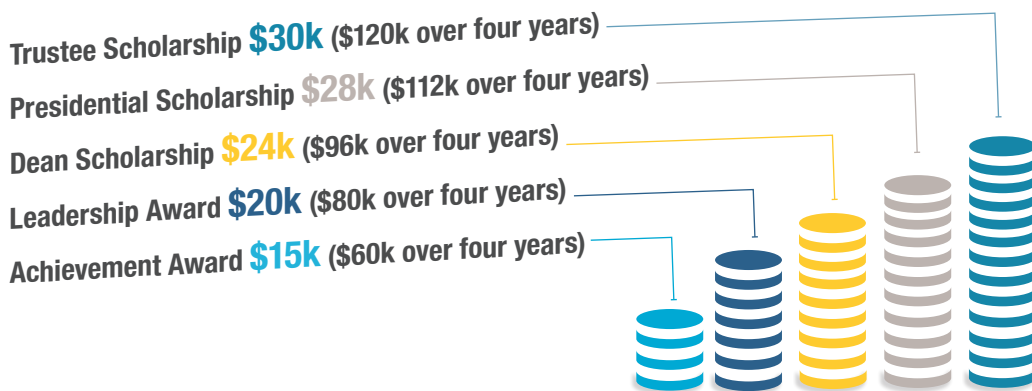 Trustee Scholarship $30k ($120k over four years)
Presidential Scholarship $28k ($112k over four years)
Dean Scholarship $24k ($96k over four years)
Leadership Award $20k ($80k over four years)
Achievement Award $15k ($60k over four years)